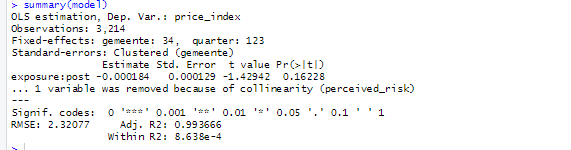 > summary(model)
OLS estimation, Dep. Var.: price_index
Observations: 3,214
Fixed-effects: gemeente: 34,  quarter: 123
Standard-errors: Clustered (gemeente)
Estimate Std. Error  t value Pr(>|t|)
exposure:post -0.000184   0.000129 -1.42942  0.16228
... 1 variable was removed because of collinearity (perceived_risk)
---
Signif. codes:  0 '***' 0.001 '**' 0.01 '*' 0.05 '.' 0.1 ' ' 1
RMSE: 2.32077     Adj. R2: 0.993666
Within R2: 8.638e-4
>